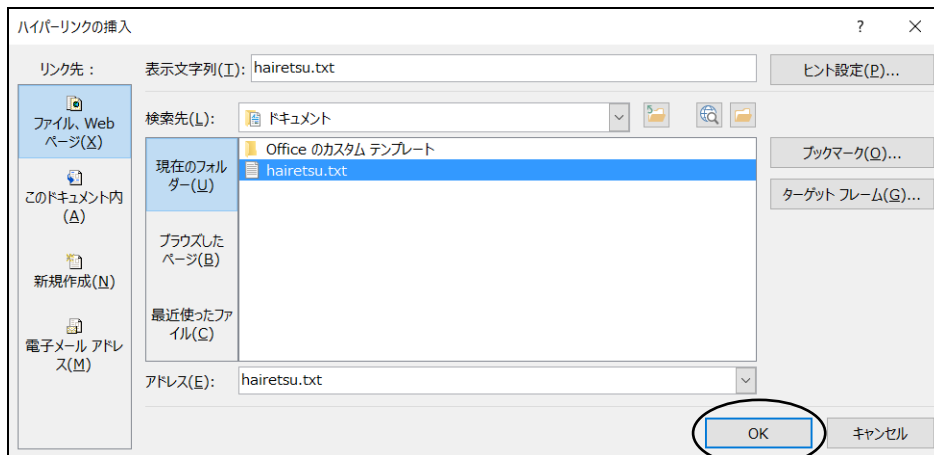 ハイパーリンクの挿入
? ×
リンク先：
表示文字列(T): hairetsu.txt
ヒント設定(P)...
ファイル、Web
ページ(X)
検索先(L): ドキュメント
現在のフォル
ダー(U)
Office のカスタム テンプレート
hairetsu.txt
ブックマーク(O)...
ターゲット フレーム(G)...
このドキュメント内
(A)
ブラウズした
ページ(B)
新規作成(N)
最近使ったファ
イル(C)
電子メール アドレ
ス(M)
アドレス(E): hairetsu.txt
OK
キャンセル